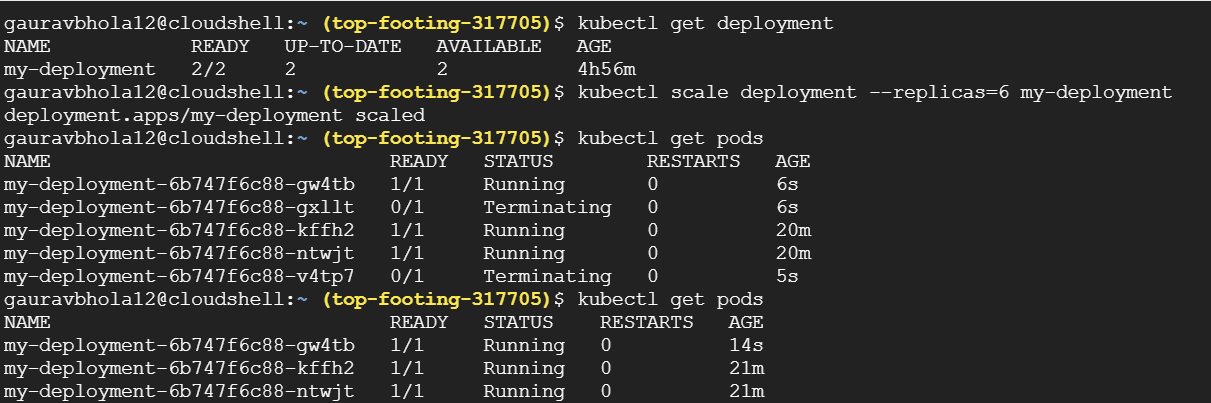 gauravbhola12@cloudshell:~ (top-footing-317705)$ kubectl get deployment
NAME            READY   UP-TO-DATE   AVAILABLE   AGE
my-deployment   2/2     2            2           4h56m
gauravbhola12@cloudshell:~ (top-footing-317705)$ kubectl scale deployment --replicas=6 my-deployment
deployment.apps/my-deployment scaled
gauravbhola12@cloudshell:~ (top-footing-317705)$ kubectl get pods
NAME                             READY   STATUS        RESTARTS   AGE
my-deployment-6b747f6c88-gw4tb   1/1     Running       0          6s
my-deployment-6b747f6c88-gxllt   0/1     Terminating   0          6s
my-deployment-6b747f6c88-kffh2   1/1     Running       0          20m
my-deployment-6b747f6c88-ntwjt   1/1     Running       0          20m
my-deployment-6b747f6c88-v4tp7   0/1     Terminating   0          5s
gauravbhola12@cloudshell:~ (top-footing-317705)$ kubectl get pods
NAME                             READY   STATUS    RESTARTS   AGE
my-deployment-6b747f6c88-gw4tb   1/1     Running   0          14s
my-deployment-6b747f6c88-kffh2   1/1     Running   0          21m
my-deployment-6b747f6c88-ntwjt   1/1     Running   0          21m